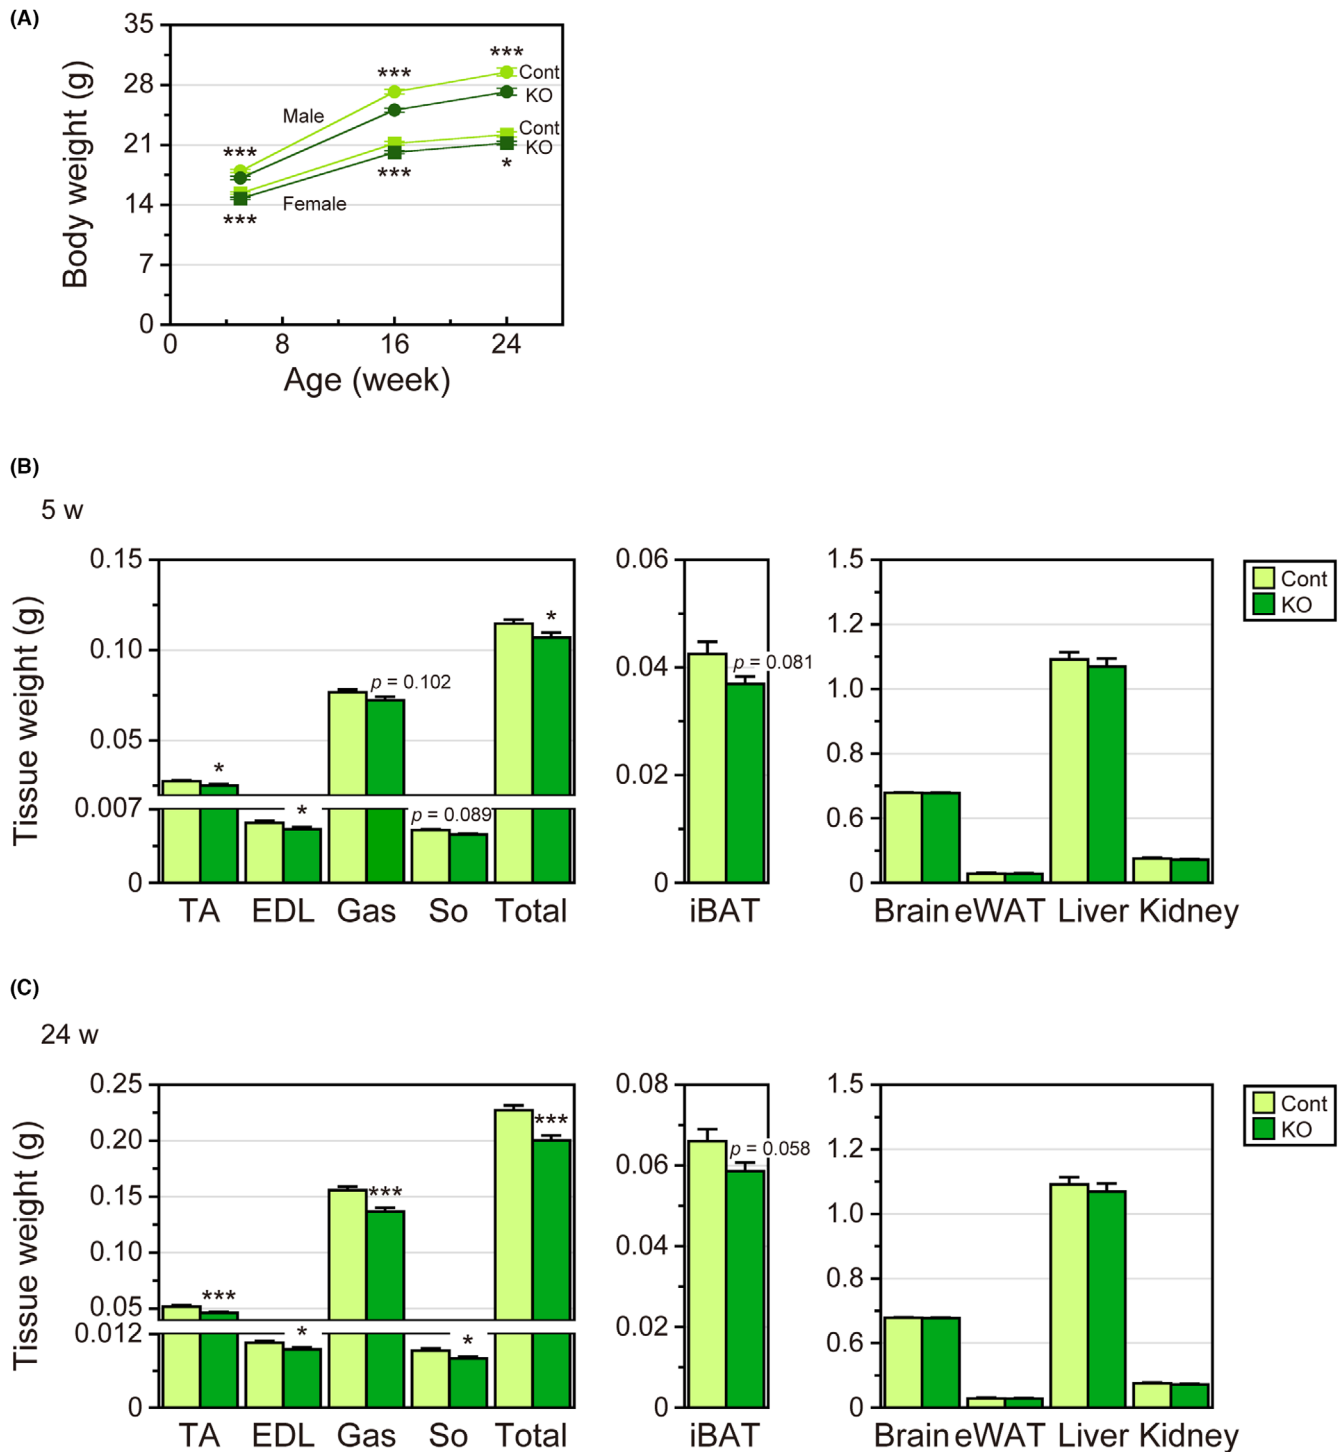 (A)
35
28
21
14
7
0
Body weight (g)
0 8 16 24
Age (week)
*** *** ***
Male
Female
Cont
KO
Cont
KO
*** *** *
(B)
5 w
Tissue weight (g)
0.15
0.10
0.05
0.007
0
* * p = 0.102 p = 0.089 *
TA EDL Gas So Total
0.06
0.04
0.02
0
p = 0.081
iBAT
1.5
1.2
1.0
0.8
0.6
0
Brain eWAT Liver Kidney
Cont
KO
(C)
24 w
Tissue weight (g)
0.25
0.20
0.15
0.10
0.05
0.012
0
*** * *** * ***
TA EDL Gas So Total
0.08
0.06
0.04
0.02
0
p = 0.058
iBAT
1.5
1.2
1.0
0.8
0.6
0
Brain eWAT Liver Kidney
Cont
KO